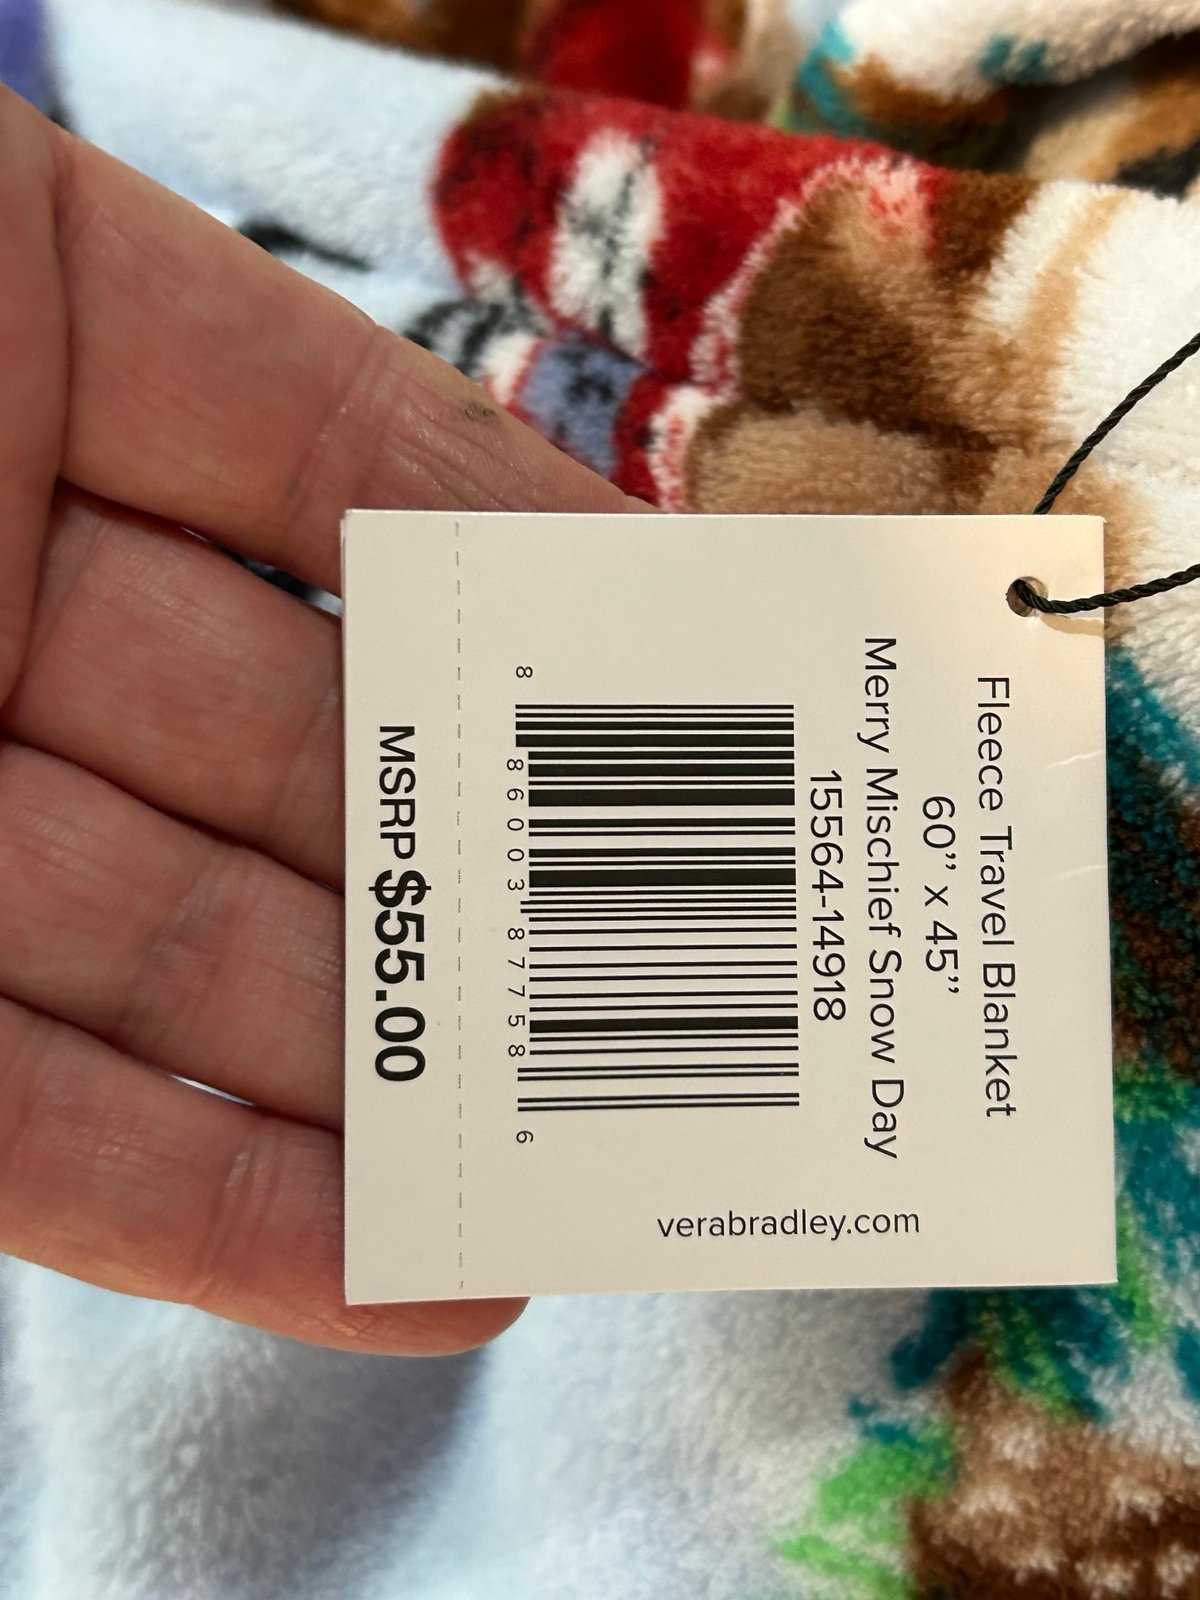 Fleece Travel Blanket
60” x 45”
Merry Mischief Snow Day
15564-14918
8 86003 87758 6
MSRP $55.00
verabradley.com